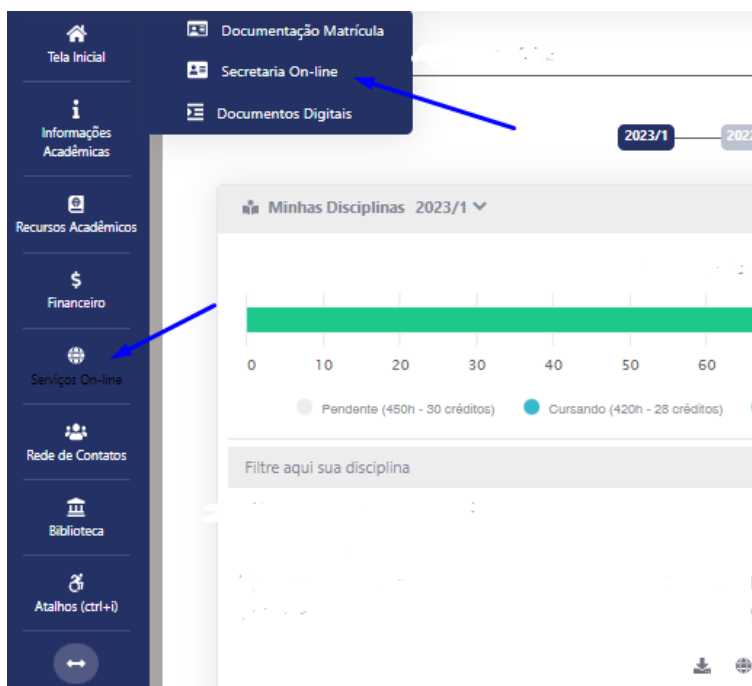 Tela Inicial
Informações
Acadêmicas
Recursos Acadêmicos
Financeiro
Serviços On-line
Rede de Contatos
Biblioteca
Atalhos (ctrl+i)
Documentação Matrícula
Secretaria On-line
Documentos Digitais
2023/1
Minhas Disciplinas 2023/1
0 10 20 30 40 50 60
Pendente (450h - 30 créditos) Cursando (420h - 28 créditos)
Filtre aqui sua disciplina